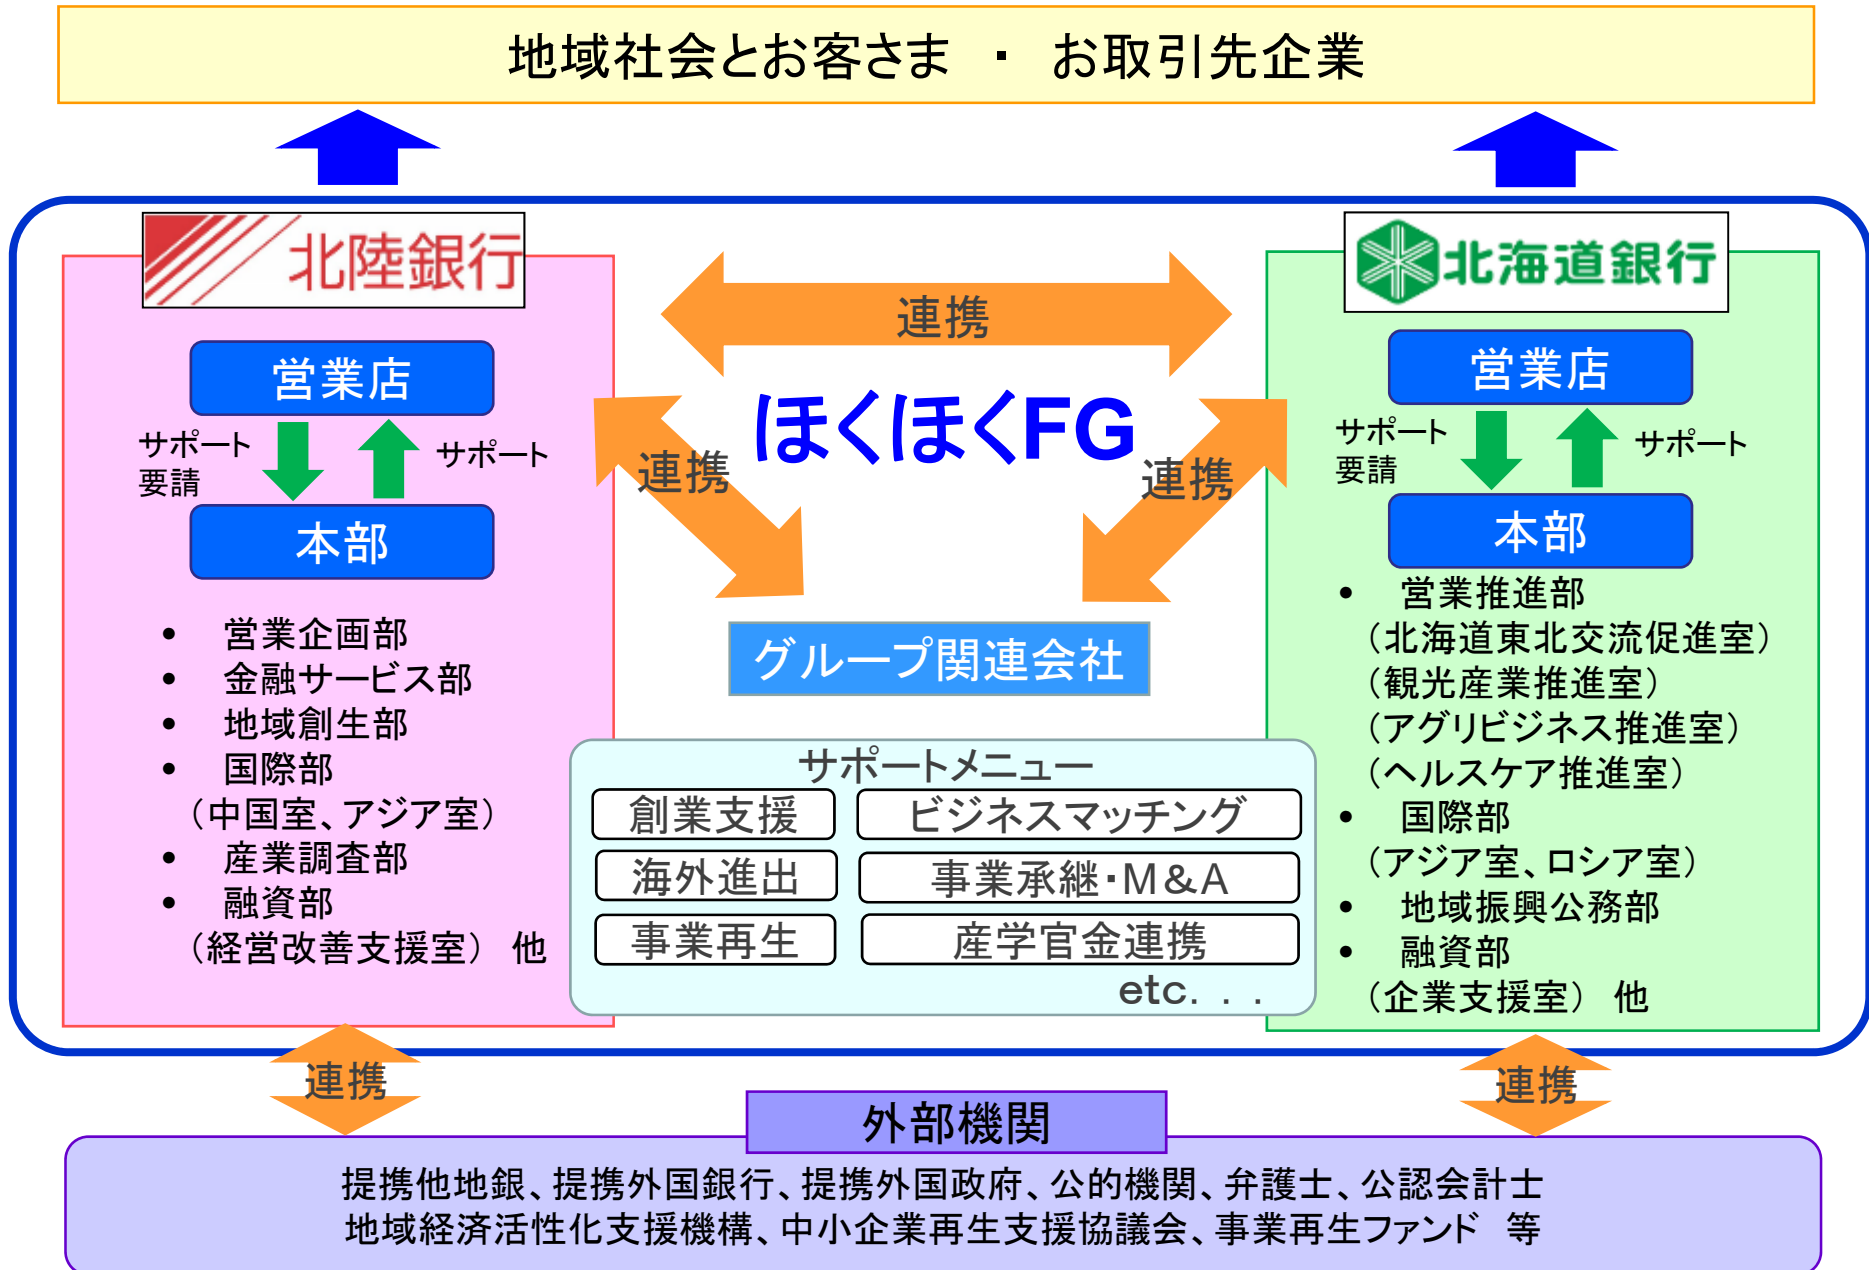 地域社会とお客さま ・ お取引先企業
北陸銀行
営業店
サポート
要請
サポート
本部
・ 営業企画部
・ 金融サービス部
・ 地域創生部
・ 国際部
（中国室、アジア室）
・ 産業調査部
・ 融資部
（経営改善支援室） 他
連携
ほくほくFG
連携
連携
グループ関連会社
サポートメニュー
創業支援
ビジネスマッチング
海外進出
事業承継・M＆A
事業再生
産学官金連携
etc．．．
北海道銀行
営業店
サポート
要請
サポート
本部
・ 営業推進部
（北海道東北交流促進室）
（観光産業推進室）
（アグリビジネス推進室）
（ヘルスケア推進室）
・ 国際部
（アジア室、ロシア室）
・ 地域振興公務部
・ 融資部
（企業支援室） 他
連携
連携
外部機関
提携他地銀、提携外国銀行、提携外国政府、公的機関、弁護士、公認会計士
地域経済活性化支援機構、中小企業再生支援協議会、事業再生ファンド 等